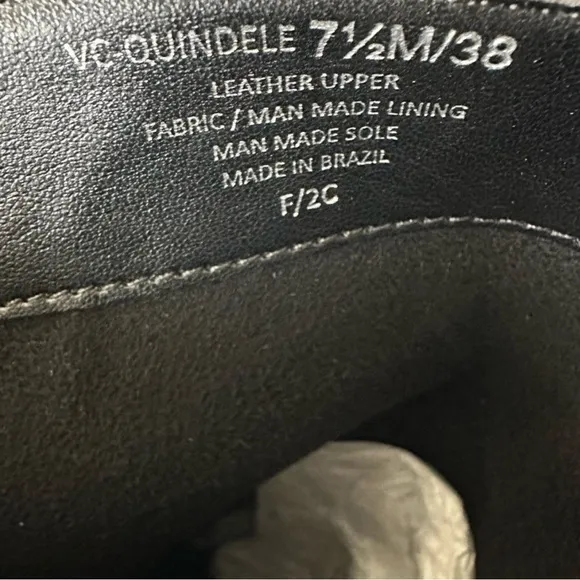 VC-QUINDELE 7½M/38
LEATHER UPPER
FABRIC / MAN MADE LINING
MAN MADE SOLE
MADE IN BRAZIL
F/2C